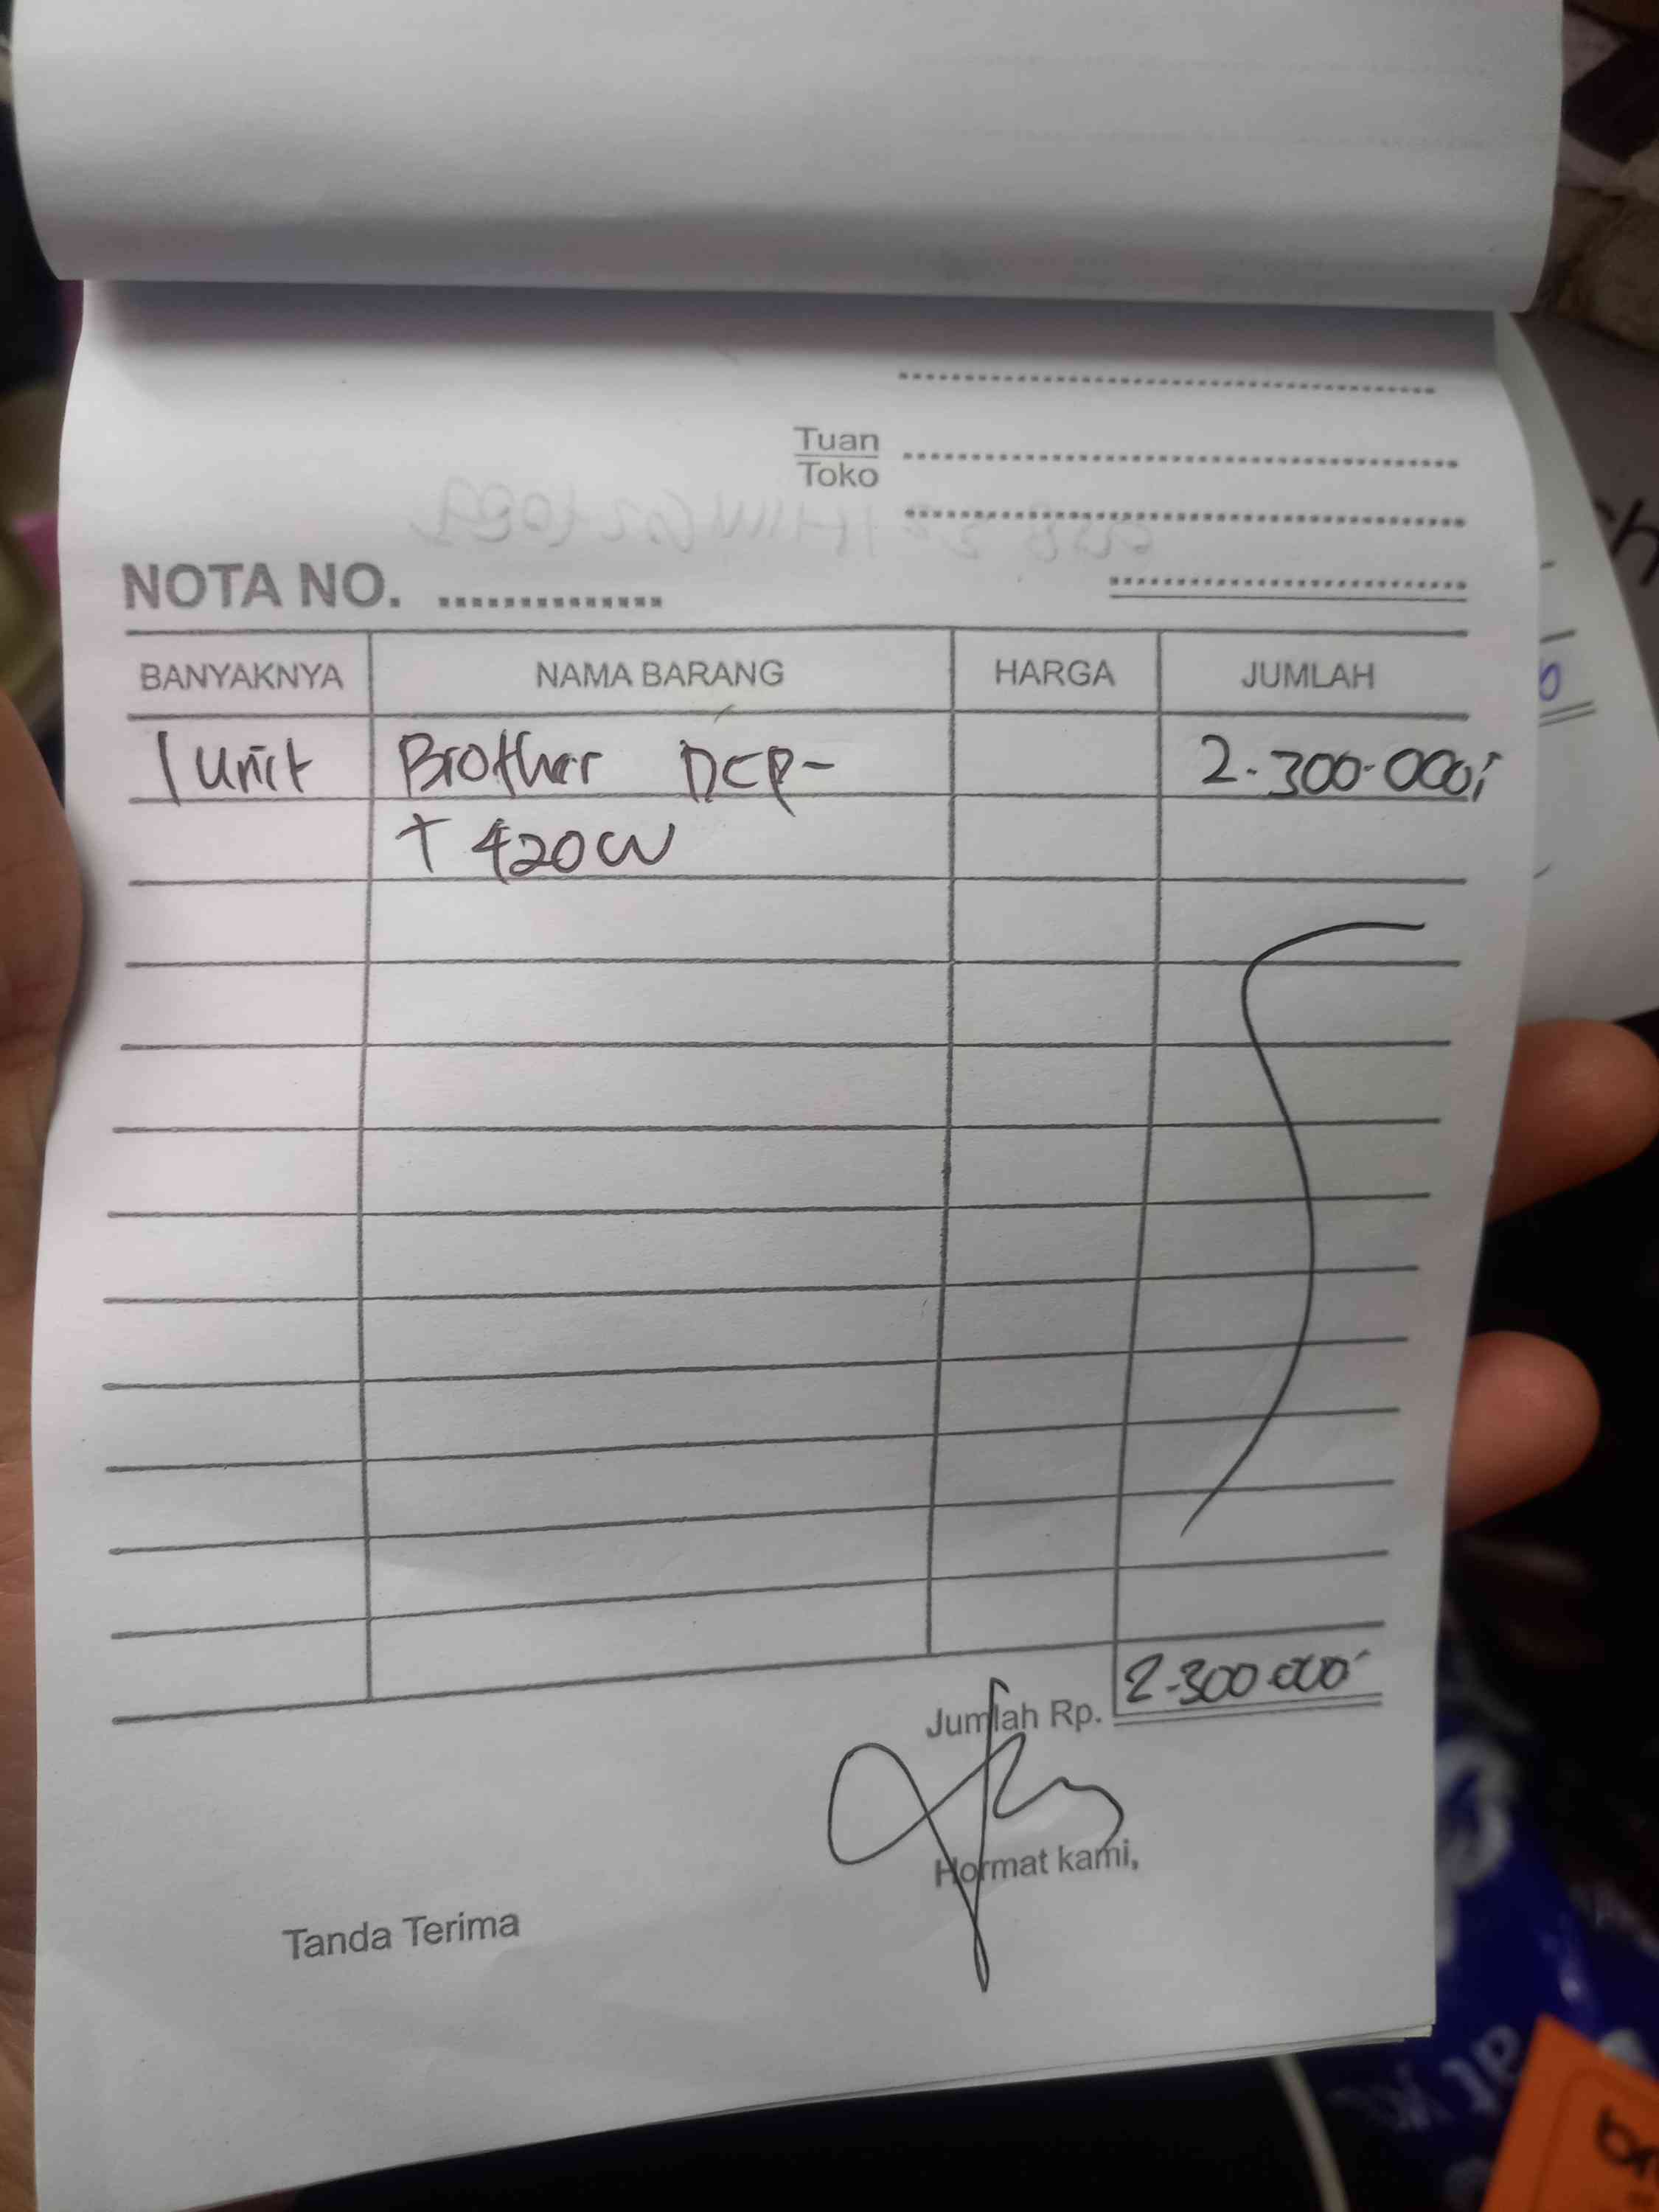 Tuan
Toko
NOTA NO.
BANYAKNYA NAMA BARANG HARGA JUMLAH
1 Unit Brother DCP- 2.300.000,
T 420W
Jumlah Rp. 2.300.000
Hormat kami,
Tanda Terima